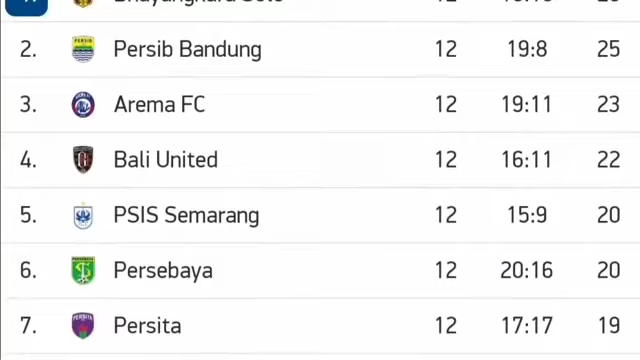 2. Persib Bandung 12 19:8 25
3. Arema FC 12 19:11 23
4. Bali United 12 16:11 22
5. PSIS Semarang 12 15:9 20
6. Persebaya 12 20:16 20
7. Persita 12 17:17 19